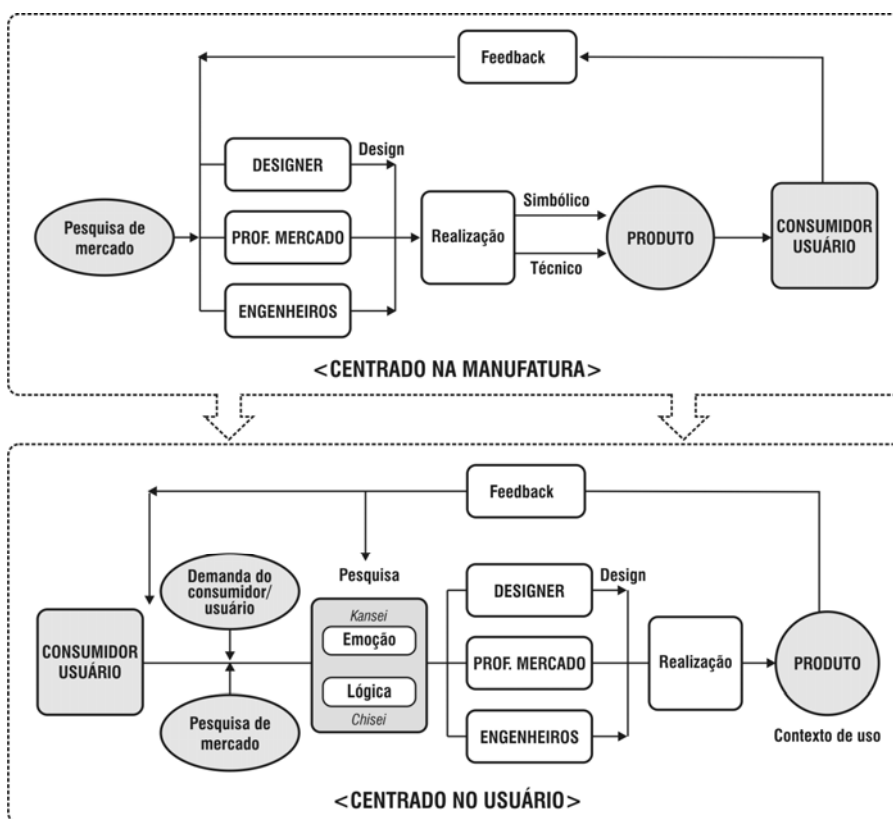 Feedback
DESIGNER
Design
Pesquisa de
mercado
PROF. MERCADO
Realização
Simbólico
Técnico
PRODUTO
CONSUMIDOR
USUÁRIO
ENGENHEIROS
<CENTRADO NA MANUFATURA>
Feedback
Demanda do
consumidor/
usuário
Pesquisa
Kansei
Emoção
Lógica
Chisei
CONSUMIDOR
USUÁRIO
Pesquisa de
mercado
DESIGNER
Design
PROF. MERCADO
ENGENHEIROS
Realização
PRODUTO
Contexto de uso
<CENTRADO NO USUÁRIO>